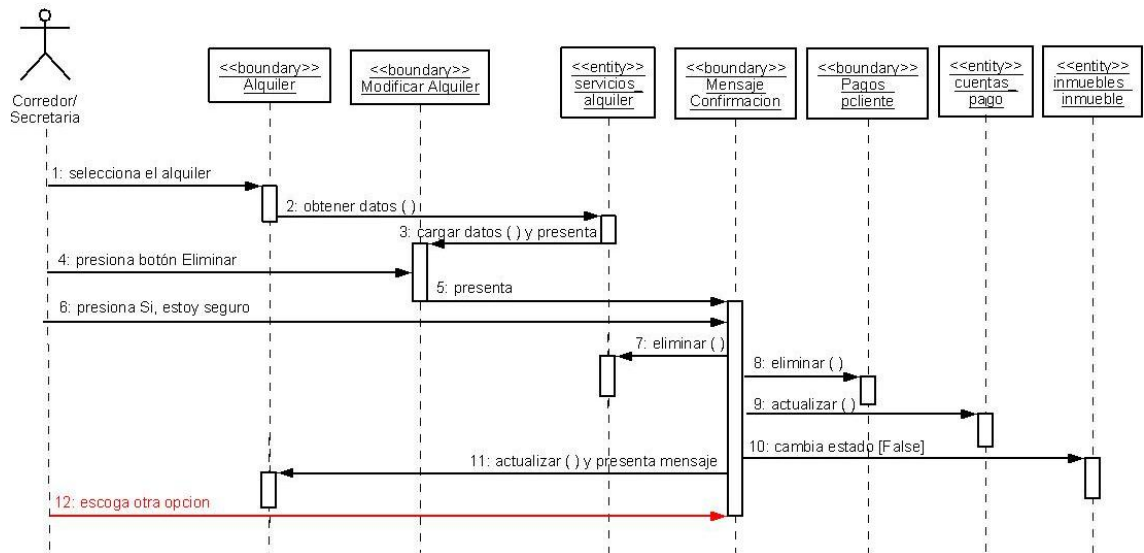 Corredor/
Secretaria
<<boundary>>
Alquiler
<<boundary>>
Modificar Alquiler
<<entity>>
servicios_
alquiler
<<boundary>>
Mensaje
Confirmacion
<<boundary>>
Pagos_
pcliente
<<entity>>
cuentas_
pago
<<entity>>
inmuebles_
inmueble
1: selecciona el alquiler
2: obtener datos ( )
3: cargar datos ( ) y presenta
4: presiona botón Eliminar
5: presenta
6: presiona Si, estoy seguro
7: eliminar ( )
8: eliminar ( )
9: actualizar ( )
10: cambia estado [False]
11: actualizar ( ) y presenta mensaje
12: escoga otra opcion